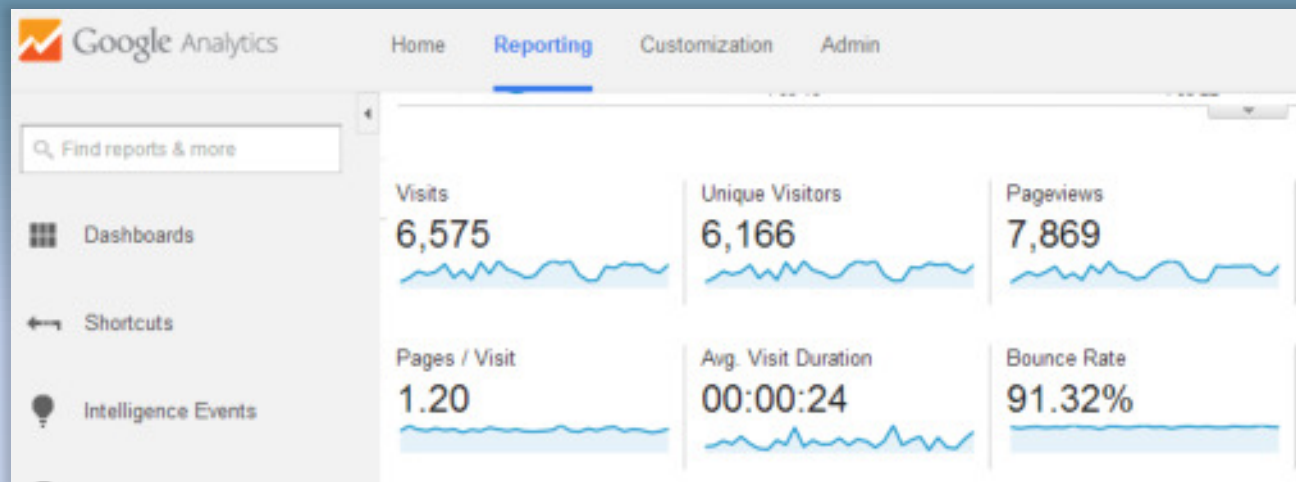 Google Analytics
Home Reporting Customization Admin
Find reports & more
Visits Unique Visitors Pageviews
6,575 6,166 7,869
Dashboards
Shortcuts
Pages / Visit Avg. Visit Duration Bounce Rate
1.20 00:00:24 91.32%
Intelligence Events